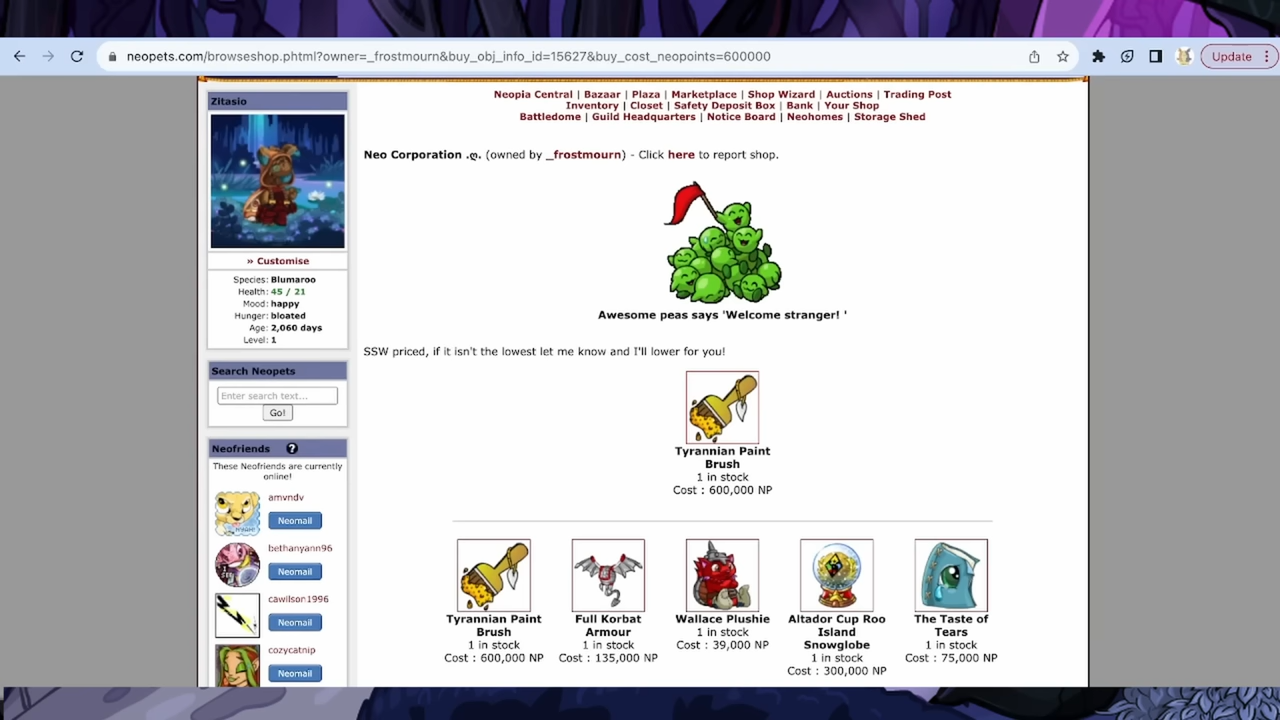 neopets.com/browseshop.phtml?owner=_frostmourn&buy_obj_info_id=15627&buy_cost_neopoints=600000
Update
Zitasio
» Customise
Species: Blumaroo
Health: 45 / 21
Mood: happy
Hunger: bloated
Age: 2,060 days
Level: 1
Search Neopets
Enter search text...
Go!
Neofriends ?
These Neofriends are currently
online!
amvndv
Neomail
bethanyann96
Neomail
cawilson1996
Neomail
cozycatnip
Neomail
Neopia Central | Bazaar | Plaza | Marketplace | Shop Wizard | Auctions | Trading Post
Inventory | Closet | Safety Deposit Box | Bank | Your Shop
Battledome | Guild Headquarters | Notice Board | Neohomes | Storage Shed
Neo Corporation .ღ. (owned by _frostmourn) - Click here to report shop.
Awesome peas says 'Welcome stranger! '
SSW priced, if it isn't the lowest let me know and I'll lower for you!
Tyrannian Paint
Brush
1 in stock
Cost : 600,000 NP
Tyrannian Paint
Brush
1 in stock
Cost : 600,000 NP
Full Korbat
Armour
1 in stock
Cost : 135,000 NP
Wallace Plushie
1 in stock
Cost : 39,000 NP
Altador Cup Roo
Island
Snowglobe
1 in stock
Cost : 300,000 NP
The Taste of
Tears
1 in stock
Cost : 75,000 NP